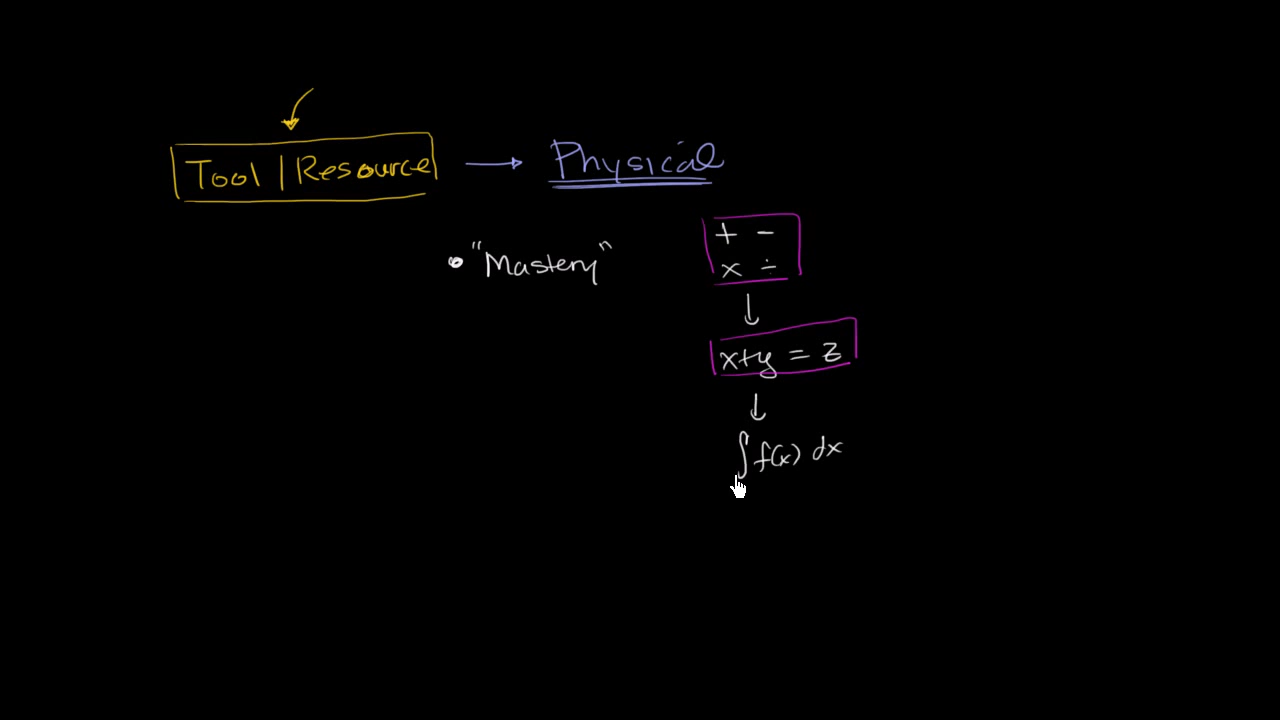 Tool | Resource → Physical
• "Mastery"
+ −
x ÷
↓
x+y = z
↓
∫f(x) dx